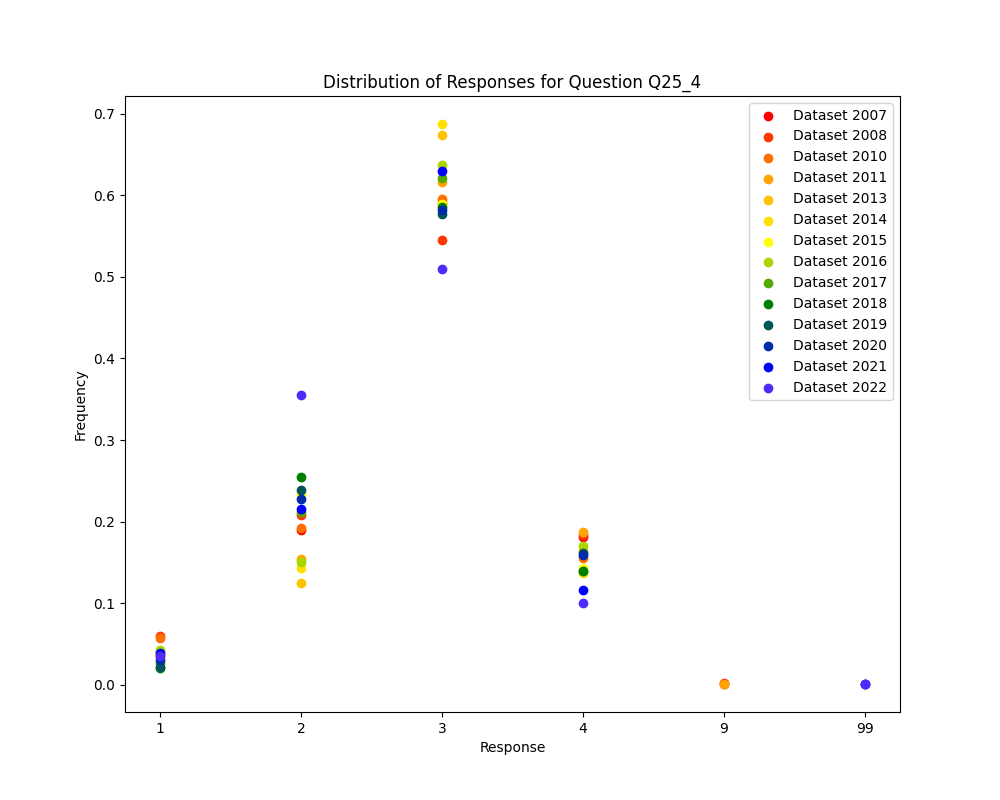 Distribution of Responses for Question Q25_4
0.7
0.6
0.5
0.4
0.3
0.2
0.1
0.0
Frequency
1 2 3 4 9 99
Response
Dataset 2007
Dataset 2008
Dataset 2010
Dataset 2011
Dataset 2013
Dataset 2014
Dataset 2015
Dataset 2016
Dataset 2017
Dataset 2018
Dataset 2019
Dataset 2020
Dataset 2021
Dataset 2022